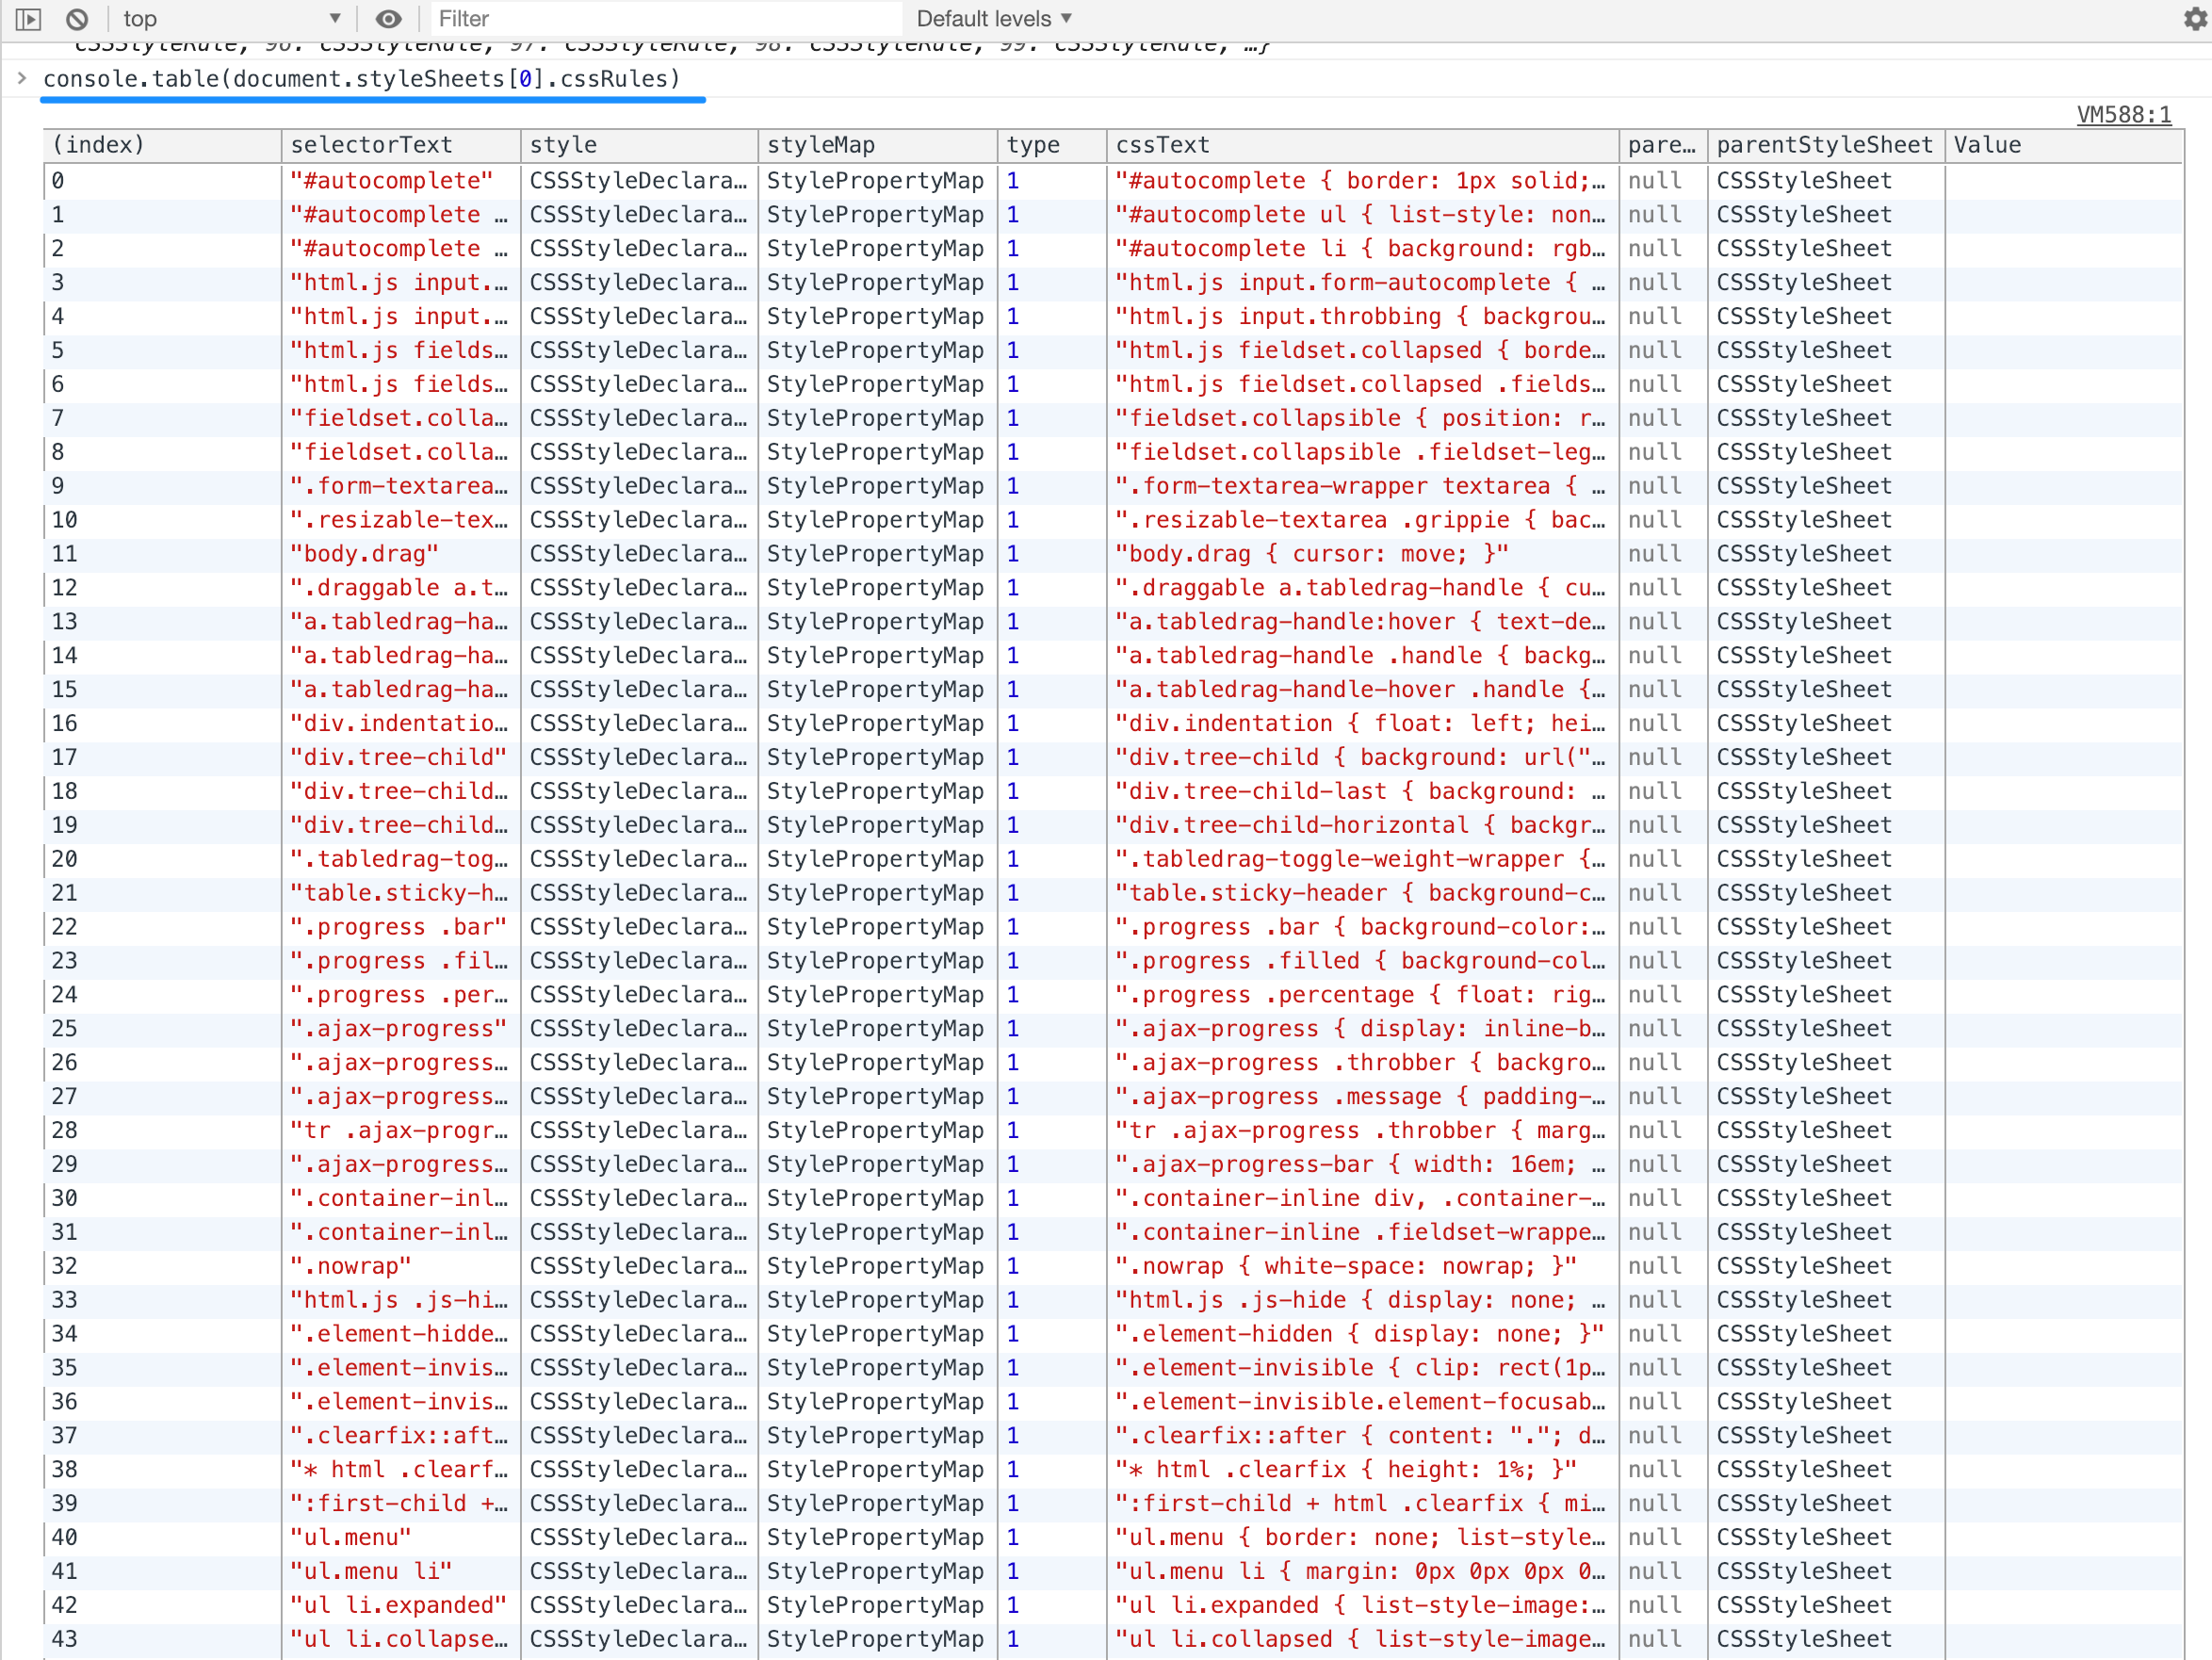 top ▼ Filter Default levels ▼
CSSStyleRule, 96: CSSStyleRule, 97: CSSStyleRule, 98: CSSStyleRule, 99: CSSStyleRule, …}
> console.table(document.styleSheets[0].cssRules)
VM588:1
(index) selectorText style styleMap type cssText pare… parentStyleSheet Value
0 "#autocomplete" CSSStyleDeclara… StylePropertyMap 1 "#autocomplete { border: 1px solid;… null CSSStyleSheet
1 "#autocomplete … CSSStyleDeclara… StylePropertyMap 1 "#autocomplete ul { list-style: non… null CSSStyleSheet
2 "#autocomplete … CSSStyleDeclara… StylePropertyMap 1 "#autocomplete li { background: rgb… null CSSStyleSheet
3 "html.js input.… CSSStyleDeclara… StylePropertyMap 1 "html.js input.form-autocomplete { … null CSSStyleSheet
4 "html.js input.… CSSStyleDeclara… StylePropertyMap 1 "html.js input.throbbing { backgrou… null CSSStyleSheet
5 "html.js fields… CSSStyleDeclara… StylePropertyMap 1 "html.js fieldset.collapsed { borde… null CSSStyleSheet
6 "html.js fields… CSSStyleDeclara… StylePropertyMap 1 "html.js fieldset.collapsed .fields… null CSSStyleSheet
7 "fieldset.colla… CSSStyleDeclara… StylePropertyMap 1 "fieldset.collapsible { position: r… null CSSStyleSheet
8 "fieldset.colla… CSSStyleDeclara… StylePropertyMap 1 "fieldset.collapsible .fieldset-leg… null CSSStyleSheet
9 ".form-textarea… CSSStyleDeclara… StylePropertyMap 1 ".form-textarea-wrapper textarea { … null CSSStyleSheet
10 ".resizable-tex… CSSStyleDeclara… StylePropertyMap 1 ".resizable-textarea .grippie { bac… null CSSStyleSheet
11 "body.drag" CSSStyleDeclara… StylePropertyMap 1 "body.drag { cursor: move; }" null CSSStyleSheet
12 ".draggable a.t… CSSStyleDeclara… StylePropertyMap 1 ".draggable a.tabledrag-handle { cu… null CSSStyleSheet
13 "a.tabledrag-ha… CSSStyleDeclara… StylePropertyMap 1 "a.tabledrag-handle:hover { text-de… null CSSStyleSheet
14 "a.tabledrag-ha… CSSStyleDeclara… StylePropertyMap 1 "a.tabledrag-handle .handle { backg… null CSSStyleSheet
15 "a.tabledrag-ha… CSSStyleDeclara… StylePropertyMap 1 "a.tabledrag-handle-hover .handle {… null CSSStyleSheet
16 "div.indentatio… CSSStyleDeclara… StylePropertyMap 1 "div.indentation { float: left; hei… null CSSStyleSheet
17 "div.tree-child" CSSStyleDeclara… StylePropertyMap 1 "div.tree-child { background: url("… null CSSStyleSheet
18 "div.tree-child… CSSStyleDeclara… StylePropertyMap 1 "div.tree-child-last { background: … null CSSStyleSheet
19 "div.tree-child… CSSStyleDeclara… StylePropertyMap 1 "div.tree-child-horizontal { backgr… null CSSStyleSheet
20 ".tabledrag-tog… CSSStyleDeclara… StylePropertyMap 1 ".tabledrag-toggle-weight-wrapper {… null CSSStyleSheet
21 "table.sticky-h… CSSStyleDeclara… StylePropertyMap 1 "table.sticky-header { background-c… null CSSStyleSheet
22 ".progress .bar" CSSStyleDeclara… StylePropertyMap 1 ".progress .bar { background-color:… null CSSStyleSheet
23 ".progress .fil… CSSStyleDeclara… StylePropertyMap 1 ".progress .filled { background-col… null CSSStyleSheet
24 ".progress .per… CSSStyleDeclara… StylePropertyMap 1 ".progress .percentage { float: rig… null CSSStyleSheet
25 ".ajax-progress" CSSStyleDeclara… StylePropertyMap 1 ".ajax-progress { display: inline-b… null CSSStyleSheet
26 ".ajax-progress… CSSStyleDeclara… StylePropertyMap 1 ".ajax-progress .throbber { backgro… null CSSStyleSheet
27 ".ajax-progress… CSSStyleDeclara… StylePropertyMap 1 ".ajax-progress .message { padding-… null CSSStyleSheet
28 "tr .ajax-progr… CSSStyleDeclara… StylePropertyMap 1 "tr .ajax-progress .throbber { marg… null CSSStyleSheet
29 ".ajax-progress… CSSStyleDeclara… StylePropertyMap 1 ".ajax-progress-bar { width: 16em; … null CSSStyleSheet
30 ".container-inl… CSSStyleDeclara… StylePropertyMap 1 ".container-inline div, .container-… null CSSStyleSheet
31 ".container-inl… CSSStyleDeclara… StylePropertyMap 1 ".container-inline .fieldset-wrappe… null CSSStyleSheet
32 ".nowrap" CSSStyleDeclara… StylePropertyMap 1 ".nowrap { white-space: nowrap; }" null CSSStyleSheet
33 "html.js .js-hi… CSSStyleDeclara… StylePropertyMap 1 "html.js .js-hide { display: none; … null CSSStyleSheet
34 ".element-hidde… CSSStyleDeclara… StylePropertyMap 1 ".element-hidden { display: none; }" null CSSStyleSheet
35 ".element-invis… CSSStyleDeclara… StylePropertyMap 1 ".element-invisible { clip: rect(1p… null CSSStyleSheet
36 ".element-invis… CSSStyleDeclara… StylePropertyMap 1 ".element-invisible.element-focusab… null CSSStyleSheet
37 ".clearfix::aft… CSSStyleDeclara… StylePropertyMap 1 ".clearfix::after { content: "."; d… null CSSStyleSheet
38 "* html .clearf… CSSStyleDeclara… StylePropertyMap 1 "* html .clearfix { height: 1%; }" null CSSStyleSheet
39 ":first-child +… CSSStyleDeclara… StylePropertyMap 1 ":first-child + html .clearfix { mi… null CSSStyleSheet
40 "ul.menu" CSSStyleDeclara… StylePropertyMap 1 "ul.menu { border: none; list-style… null CSSStyleSheet
41 "ul.menu li" CSSStyleDeclara… StylePropertyMap 1 "ul.menu li { margin: 0px 0px 0px 0… null CSSStyleSheet
42 "ul li.expanded" CSSStyleDeclara… StylePropertyMap 1 "ul li.expanded { list-style-image:… null CSSStyleSheet
43 "ul li.collapse… CSSStyleDeclara… StylePropertyMap 1 "ul li.collapsed { list-style-image… null CSSStyleSheet